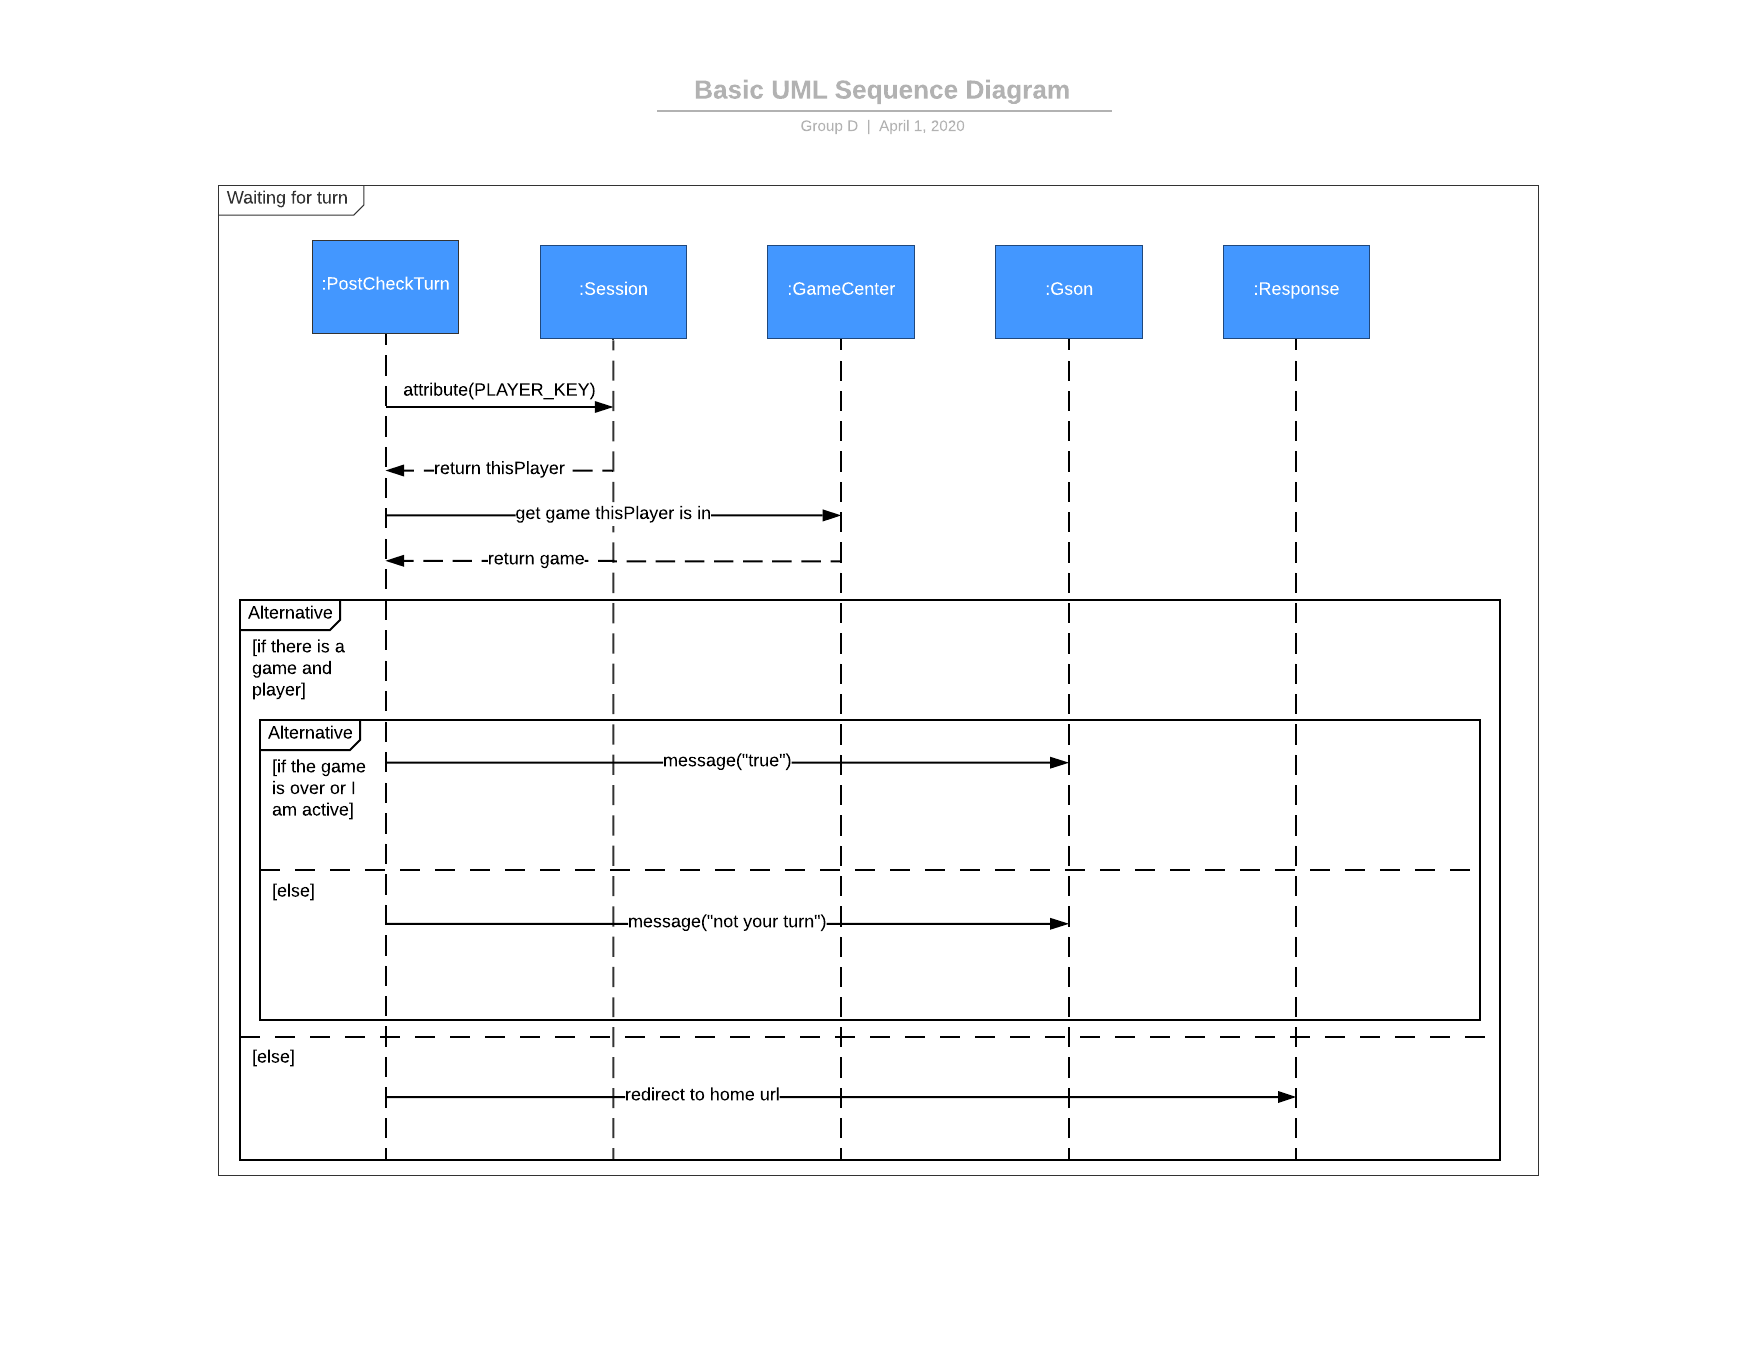 Basic UML Sequence Diagram
Group D | April 1, 2020
Waiting for turn
:PostCheckTurn
:Session
:GameCenter
:Gson
:Response
attribute(PLAYER_KEY)
return thisPlayer
get game thisPlayer is in
return game
Alternative
[if there is a
game and
player]
Alternative
message("true")
[if the game
is over or I
am active]
[else]
message("not your turn")
[else]
redirect to home url